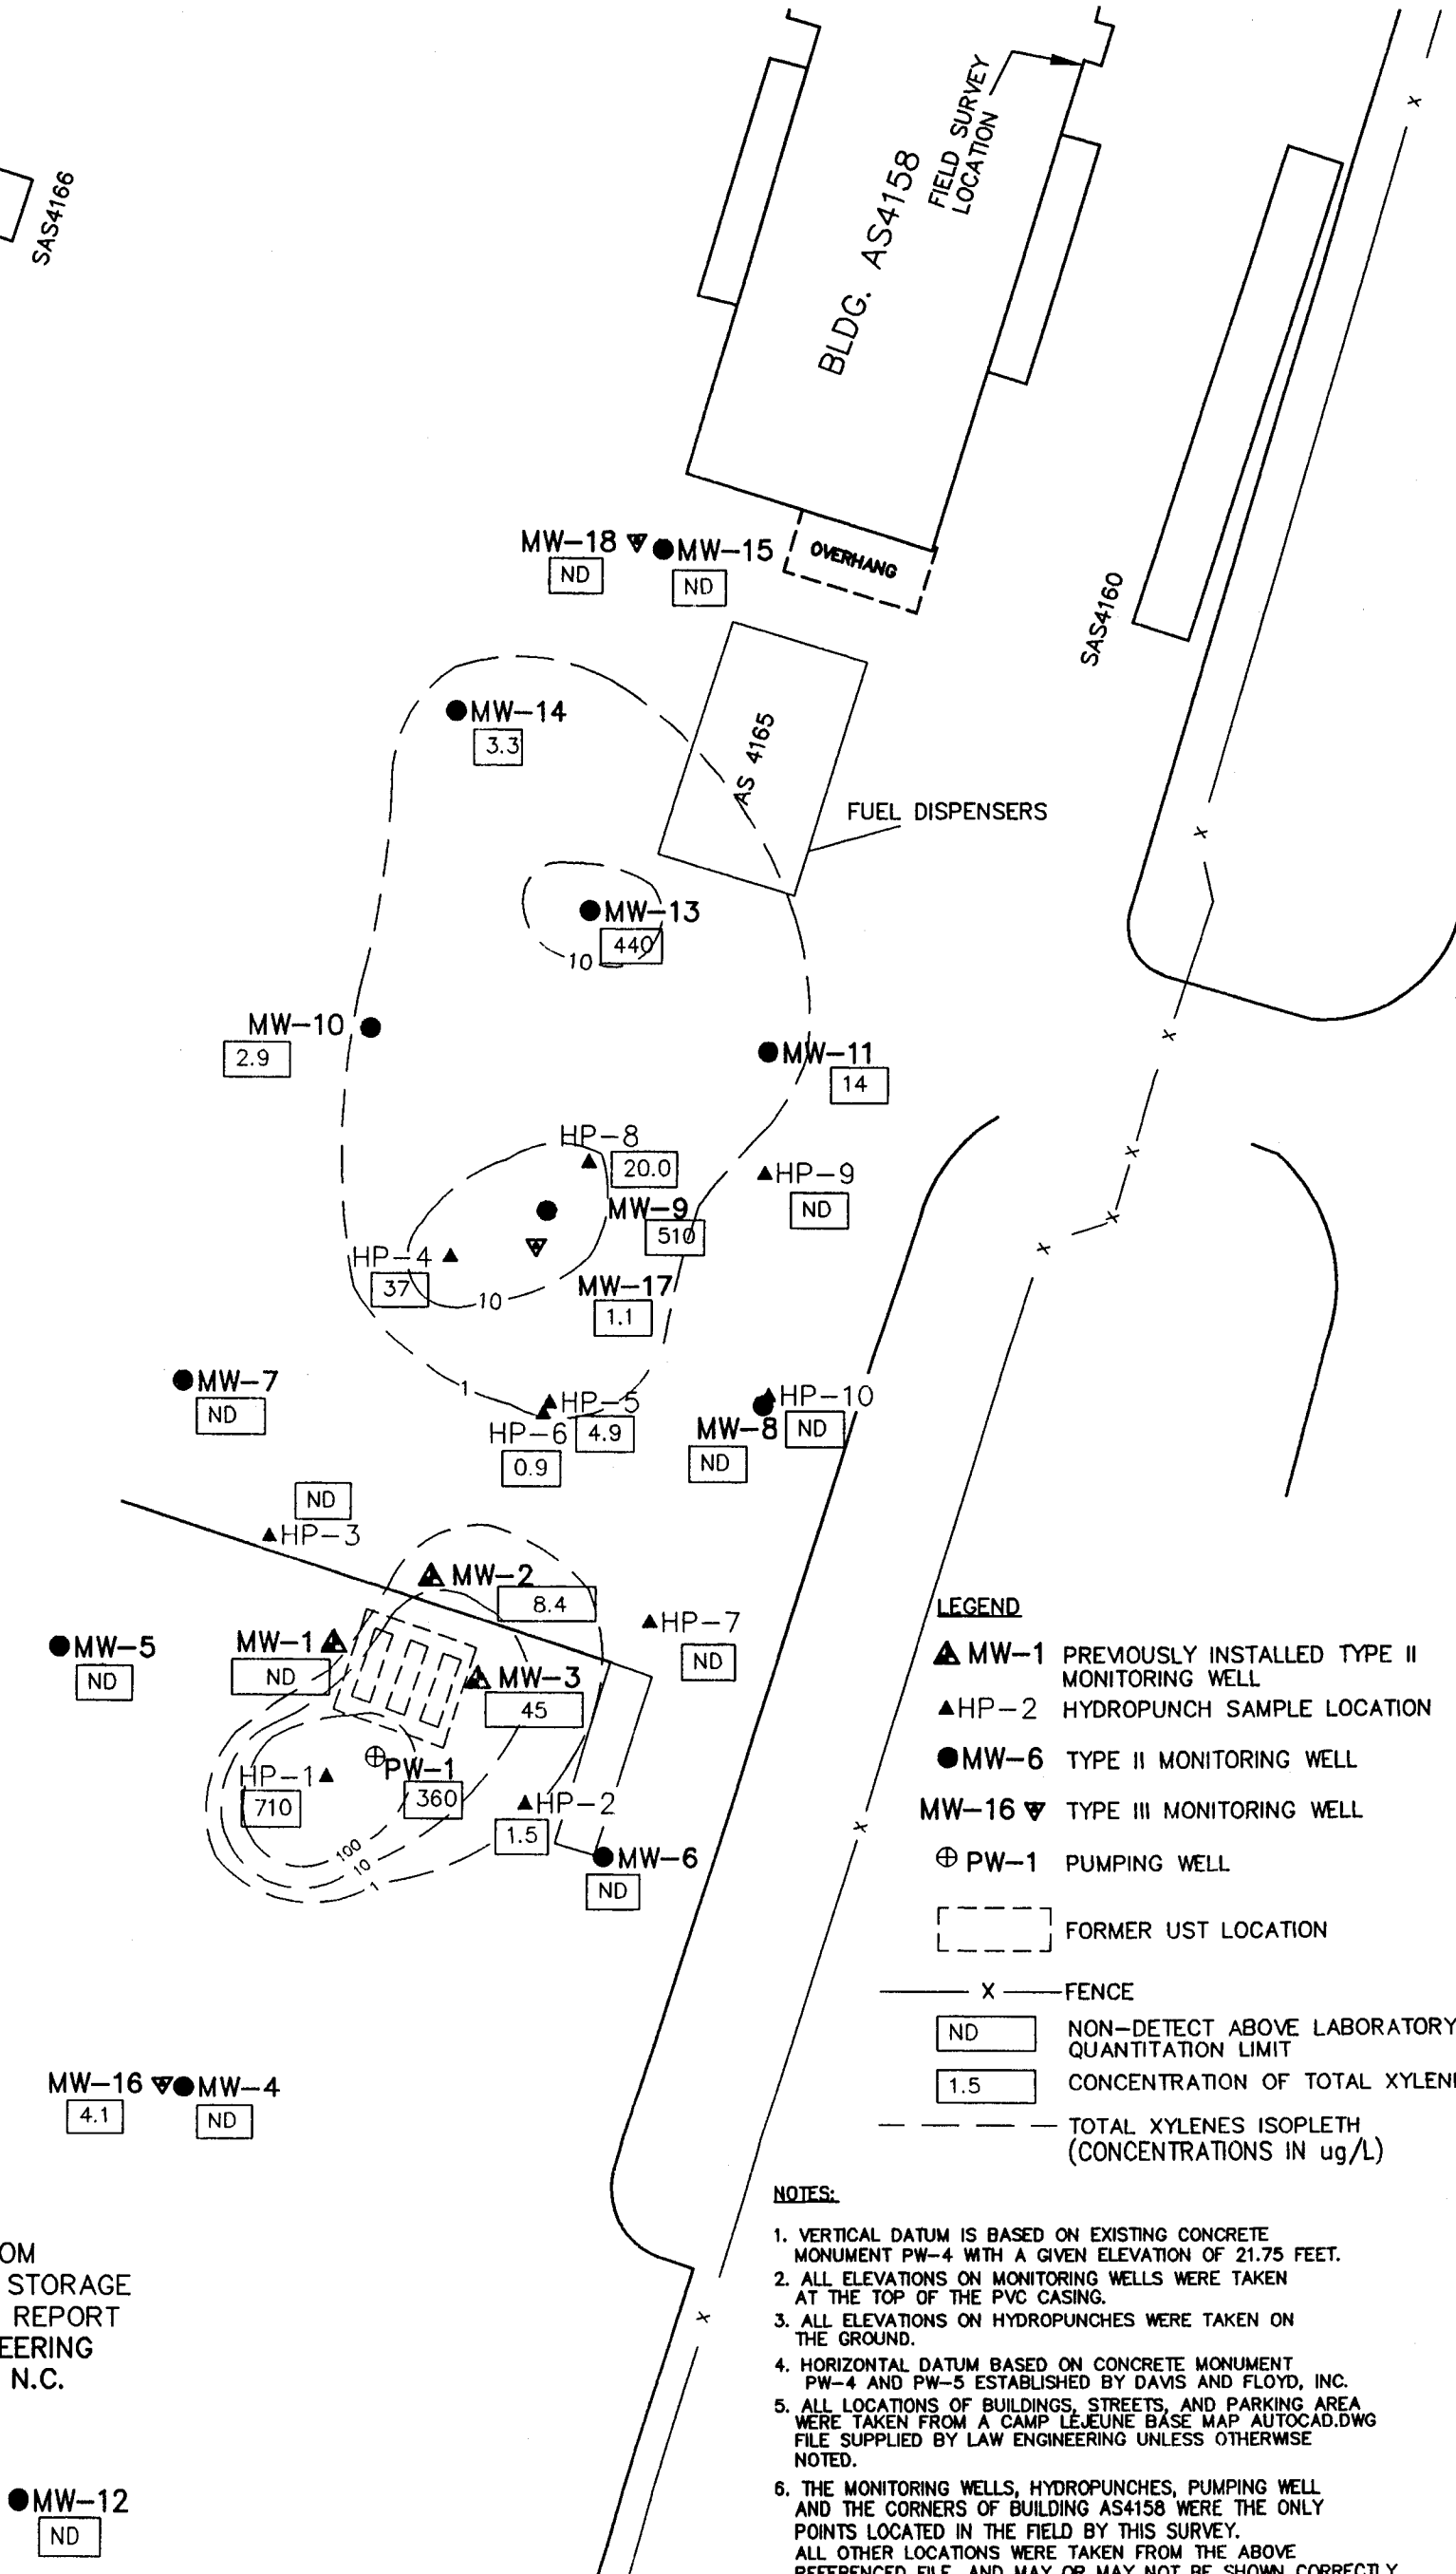 SAS4166
FIELD SURVEY
LOCATION
BLDG. AS4158
OVERHANG
SAS4160
MW-18
MW-15
ND
ND
MW-14
3.3
AS 4165
FUEL DISPENSERS
MW-13
440
10
MW-10
2.9
MW-11
14
HP-8
20.0
HP-9
ND
MW-9
510
HP-4
37
10
MW-17
1.1
MW-7
ND
1
HP-5
4.9
HP-6
0.9
HP-10
ND
MW-8
ND
ND
HP-3
MW-2
8.4
HP-7
ND
MW-5
ND
MW-1
ND
MW-3
45
HP-1
710
PW-1
360
HP-2
1.5
100
10
1
MW-6
ND
MW-16
MW-4
4.1
ND
OM
STORAGE
REPORT
EERING
N.C.
MW-12
ND
LEGEND
MW-1 PREVIOUSLY INSTALLED TYPE II
MONITORING WELL
HP-2 HYDROPUNCH SAMPLE LOCATION
MW-6 TYPE II MONITORING WELL
MW-16 TYPE III MONITORING WELL
PW-1 PUMPING WELL
FORMER UST LOCATION
X FENCE
ND NON-DETECT ABOVE LABORATORY
QUANTITATION LIMIT
1.5 CONCENTRATION OF TOTAL XYLEN
TOTAL XYLENES ISOPLETH
(CONCENTRATIONS IN ug/L)
NOTES:
1. VERTICAL DATUM IS BASED ON EXISTING CONCRETE
MONUMENT PW-4 WITH A GIVEN ELEVATION OF 21.75 FEET.
2. ALL ELEVATIONS ON MONITORING WELLS WERE TAKEN
AT THE TOP OF THE PVC CASING.
3. ALL ELEVATIONS ON HYDROPUNCHES WERE TAKEN ON
THE GROUND.
4. HORIZONTAL DATUM BASED ON CONCRETE MONUMENT
PW-4 AND PW-5 ESTABLISHED BY DAVIS AND FLOYD, INC.
5. ALL LOCATIONS OF BUILDINGS, STREETS, AND PARKING AREA
WERE TAKEN FROM A CAMP LEJEUNE BASE MAP AUTOCAD.DWG
FILE SUPPLIED BY LAW ENGINEERING UNLESS OTHERWISE
NOTED.
6. THE MONITORING WELLS, HYDROPUNCHES, PUMPING WELL
AND THE CORNERS OF BUILDING AS4158 WERE THE ONLY
POINTS LOCATED IN THE FIELD BY THIS SURVEY.
ALL OTHER LOCATIONS WERE TAKEN FROM THE ABOVE
REFERENCED FILE, AND MAY OR MAY NOT BE SHOWN CORRECTLY